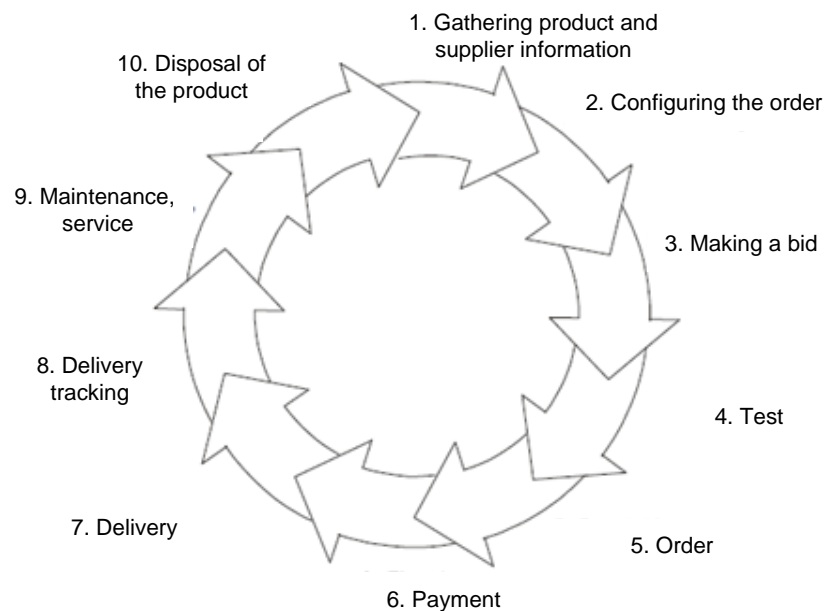 1. Gathering product and
supplier information
2. Configuring the order
3. Making a bid
4. Test
5. Order
6. Payment
7. Delivery
8. Delivery
tracking
9. Maintenance,
service
10. Disposal of
the product